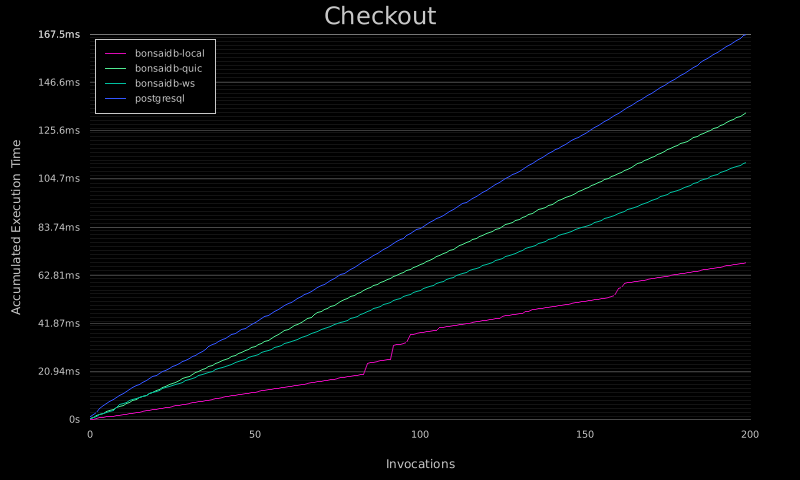 Checkout
167.5ms
bonsaidb-local
bonsaidb-quic
bonsaidb-ws
postgresql
146.6ms
125.6ms
104.7ms
83.74ms
62.81ms
41.87ms
20.94ms
0s
Accumulated Execution Time
0 50 100 150 200
Invocations